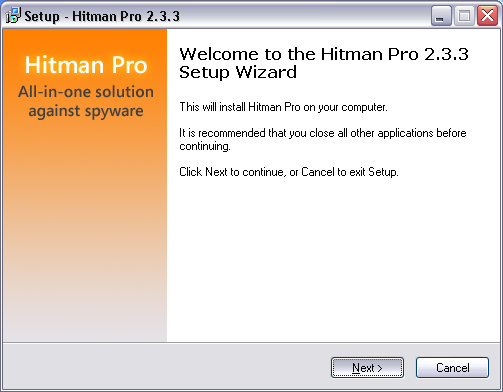 Setup - Hitman Pro 2.3.3
Hitman Pro
All-in-one solution
against spyware
Welcome to the Hitman Pro 2.3.3
Setup Wizard
This will install Hitman Pro on your computer.
It is recommended that you close all other applications before
continuing.
Click Next to continue, or Cancel to exit Setup.
Next >
Cancel